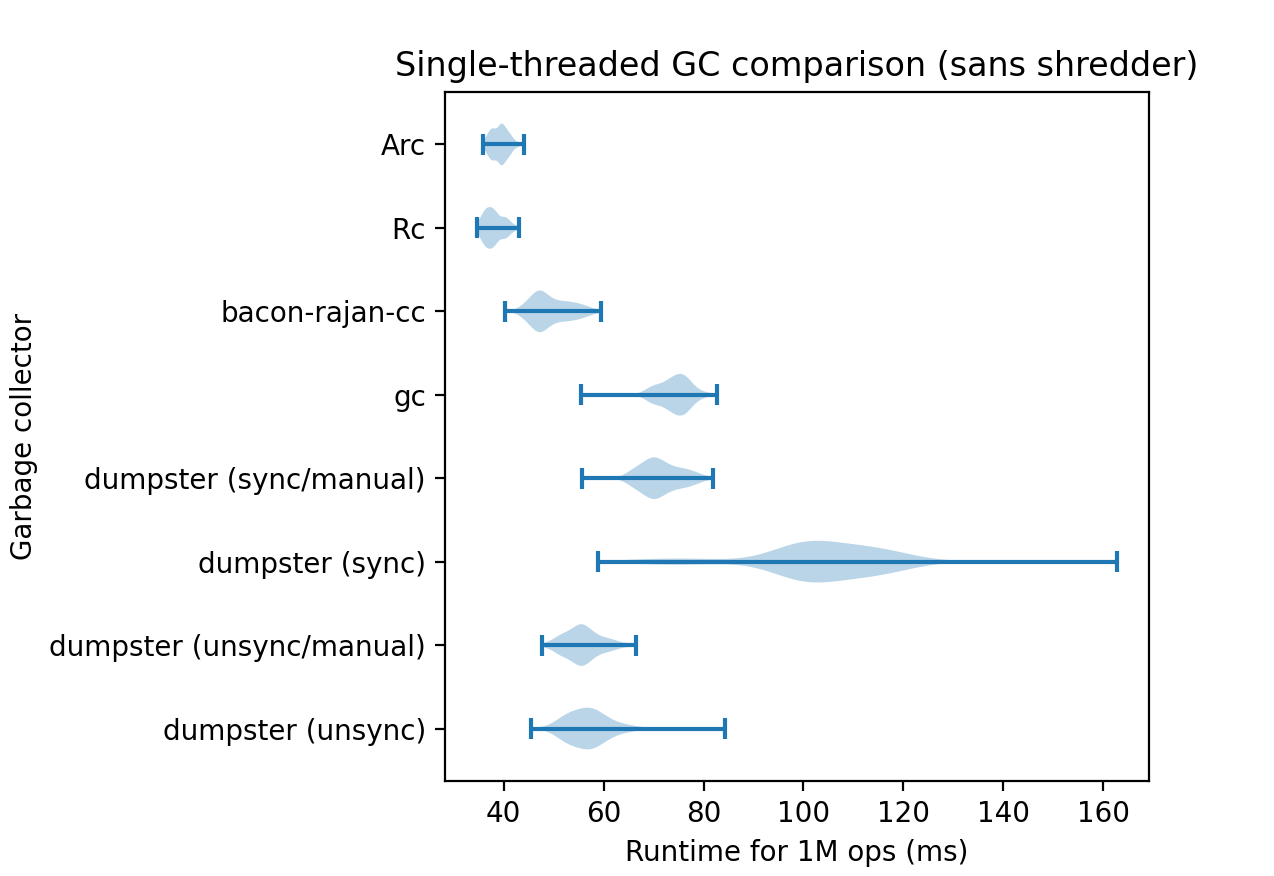 Single-threaded GC comparison (sans shredder)
Garbage collector
Arc
Rc
bacon-rajan-cc
gc
dumpster (sync/manual)
dumpster (sync)
dumpster (unsync/manual)
dumpster (unsync)
40 60 80 100 120 140 160
Runtime for 1M ops (ms)